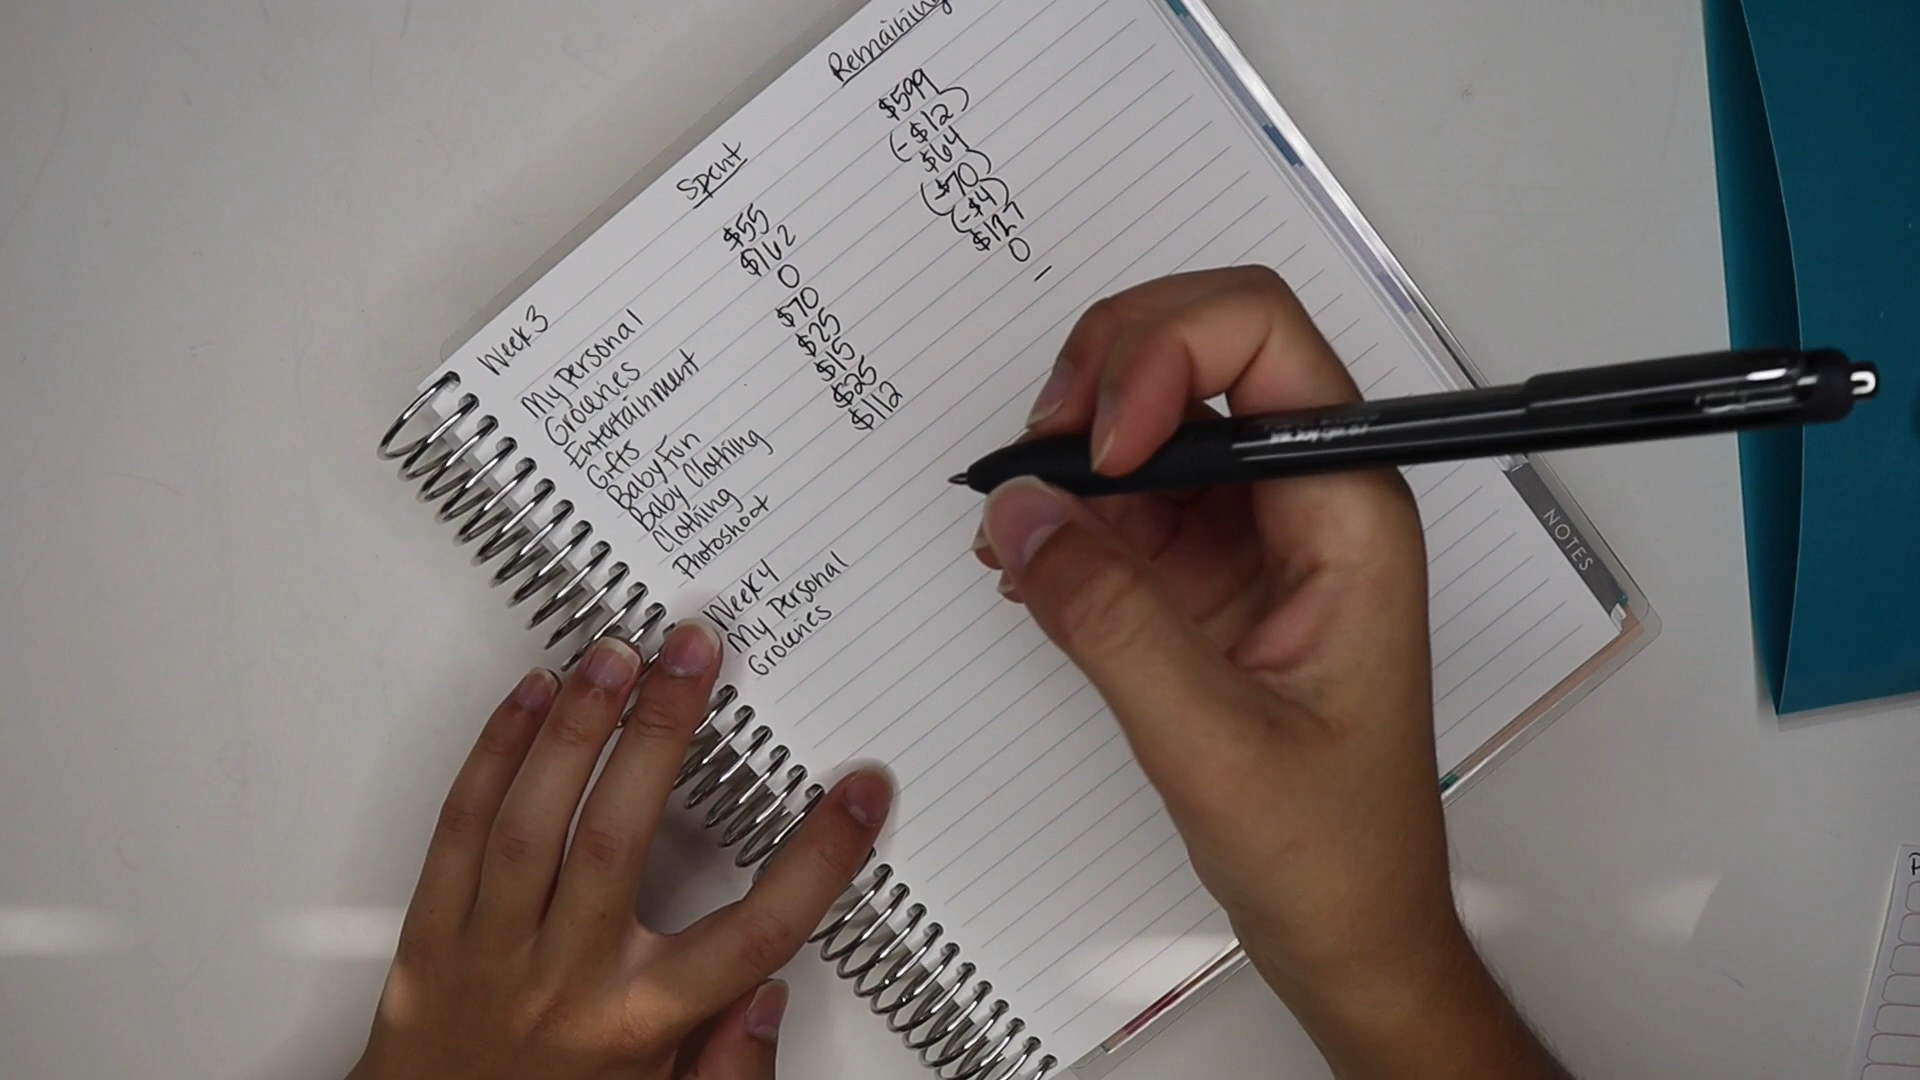 Week 3 Spent Remaining
My Personal $55 $599
Groceries $162 (-$12)
Entertainment 0 $64
Gifts $70 ($70)
Baby Fun $25 (-$4)
Baby Clothing $15 $127
Clothing $25 0
Photoshoot $112 –
Week 4
My Personal
Groceries
NOTES